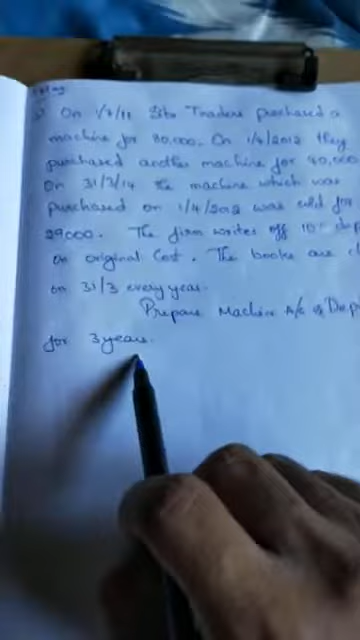 On 1/7/11 Sita Traders purchased a
machine for 80,000. On 1/4/2012 they
purchased another machine for 40,000
On 31/3/14 the machine which was
purchased on 1/4/2012 was sold for
29000. The firm writes off 10% dep
on original Cost. The books are cl
on 31/3 every year.
Prepare Machine A/c & Dep
for 3 years.